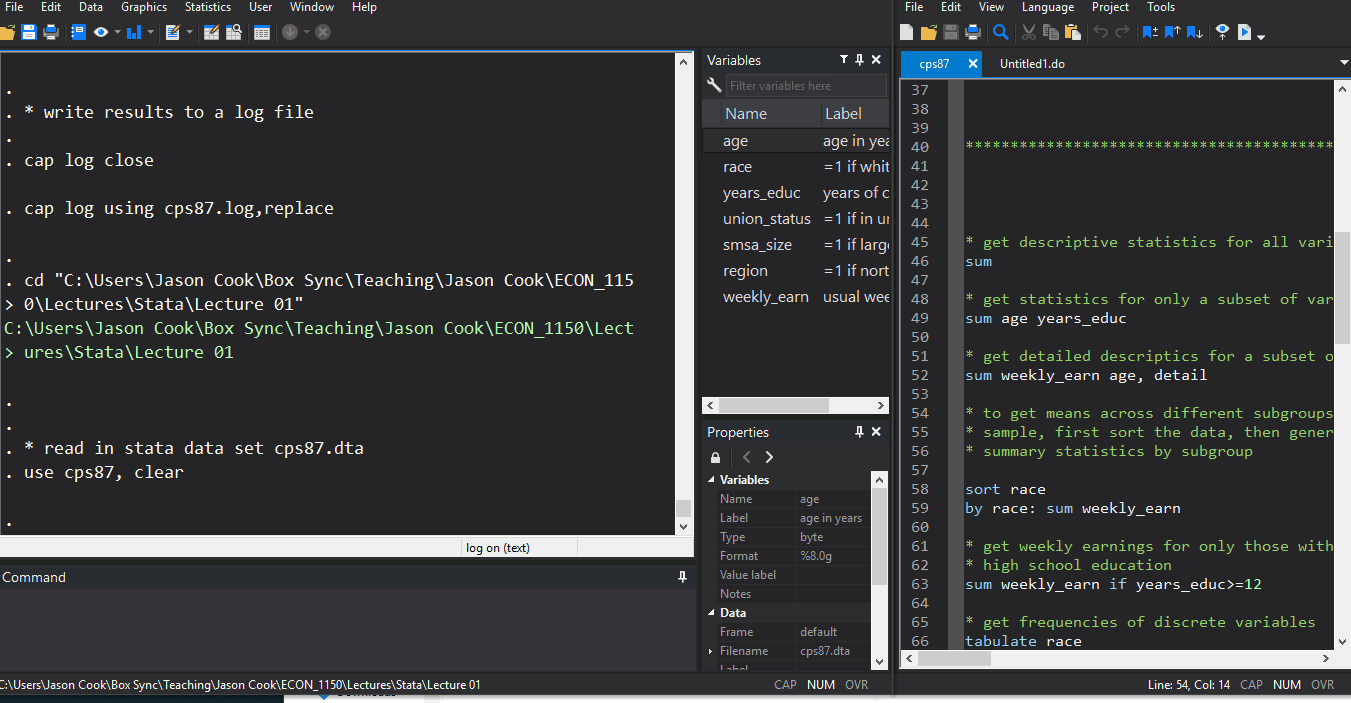 File Edit Data Graphics Statistics User Window Help
.
. * write results to a log file
.
. cap log close
. cap log using cps87.log,replace
.
. cd "C:\Users\Jason Cook\Box Sync\Teaching\Jason Cook\ECON_115
> 0\Lectures\Stata\Lecture 01"
C:\Users\Jason Cook\Box Sync\Teaching\Jason Cook\ECON_1150\Lect
> ures\Stata\Lecture 01
.
.
. * read in stata data set cps87.dta
. use cps87, clear
.
log on (text)
Command
C:\Users\Jason Cook\Box Sync\Teaching\Jason Cook\ECON_1150\Lectures\Stata\Lecture 01
CAP NUM OVR
Variables
Filter variables here
Name Label
age age in yea
race =1 if whit
years_educ years of c
union_status =1 if in un
smsa_size =1 if large
region =1 if nort
weekly_earn usual wee
Properties
Variables
Name age
Label age in years
Type byte
Format %8.0g
Value label
Notes
Data
Frame default
Filename cps87.dta
Label
File Edit View Language Project Tools
cps87 Untitled1.do
37
38
39
40 *****************************************
41
42
43
44
45 * get descriptive statistics for all vari
46 sum
47
48 * get statistics for only a subset of var
49 sum age years_educ
50
51 * get detailed descriptics for a subset o
52 sum weekly_earn age, detail
53
54 * to get means across different subgroups
55 * sample, first sort the data, then gener
56 * summary statistics by subgroup
57
58 sort race
59 by race: sum weekly_earn
60
61 * get weekly earnings for only those with
62 * high school education
63 sum weekly_earn if years_educ>=12
64
65 * get frequencies of discrete variables
66 tabulate race
Line: 54, Col: 14 CAP NUM OVR